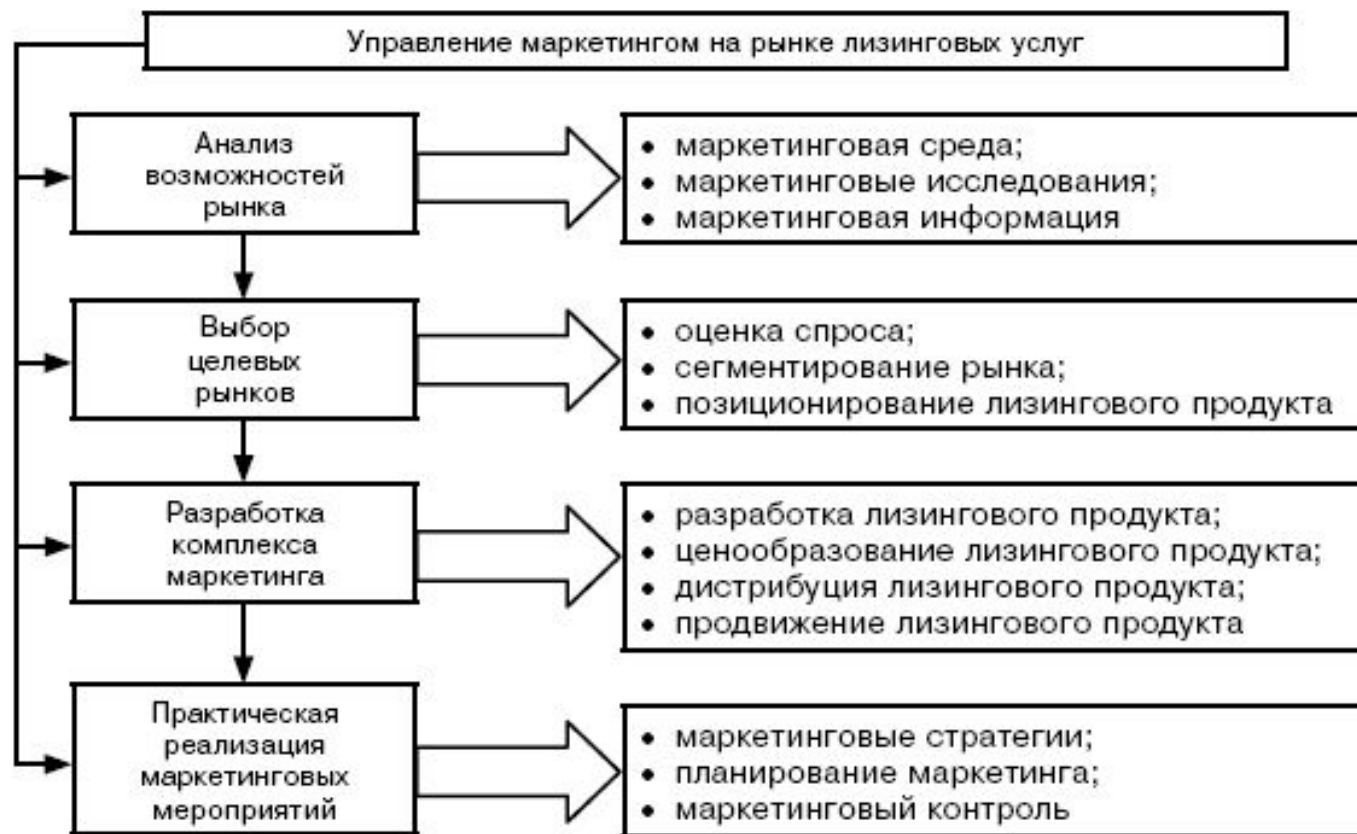 Управление маркетингом на рынке лизинговых услуг
Анализ
возможностей
рынка
• маркетинговая среда;
• маркетинговые исследования;
• маркетинговая информация
Выбор
целевых
рынков
• оценка спроса;
• сегментирование рынка;
• позиционирование лизингового продукта
Разработка
комплекса
маркетинга
• разработка лизингового продукта;
• ценообразование лизингового продукта;
• дистрибуция лизингового продукта;
• продвижение лизингового продукта
Практическая
реализация
маркетинговых
мероприятий
• маркетинговые стратегии;
• планирование маркетинга;
• маркетинговый контроль